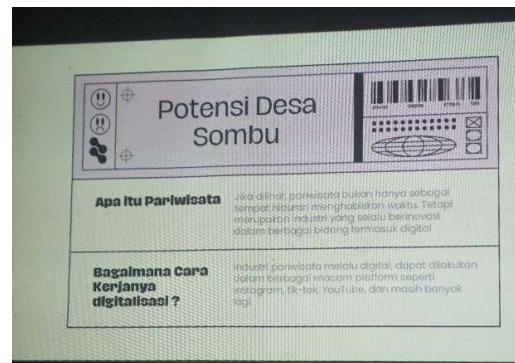 Potensi Desa
Sombu
Apa itu Pariwisata
Jika dilihat, pariwisata bukan hanya sebagai
tempat hiburan menghabiskan waktu. Tetapi
merupakan industri yang selalu berinovasi
dalam berbagai bidang termasuk digital
Bagaimana Cara
Kerjanya
digitalisasi ?
Industri pariwisata melalu digital, dapat dilakukan
dalam berbagai macam platform seperti
instagram, tik-tok, YouTube, dan masih banyak
lagi